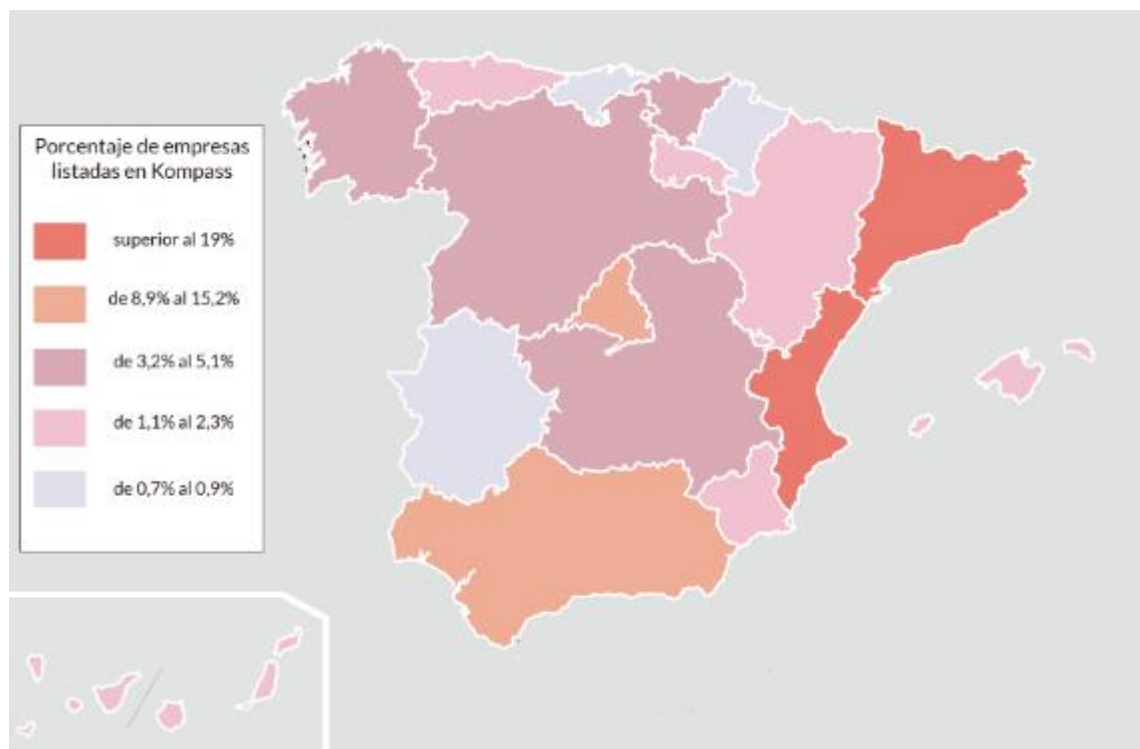 Porcentaje de empresas
listadas en Kompass
superior al 19%
de 8,9% al 15,2%
de 3,2% al 5,1%
de 1,1% al 2,3%
de 0,7% al 0,9%